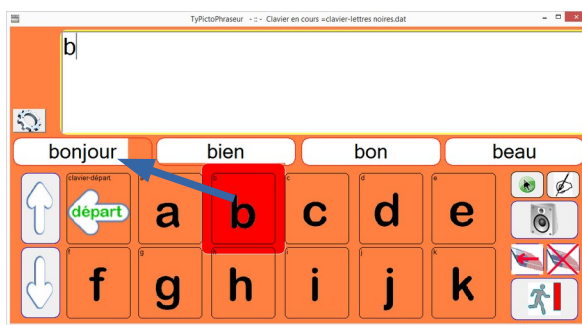 TyPictoPhraseur - :: - Clavier en cours =clavier-lettres noires.dat
b
bonjour bien bon beau
clavier-départ a b c d e
départ a b c d e
f g h i j k
f g h i j k